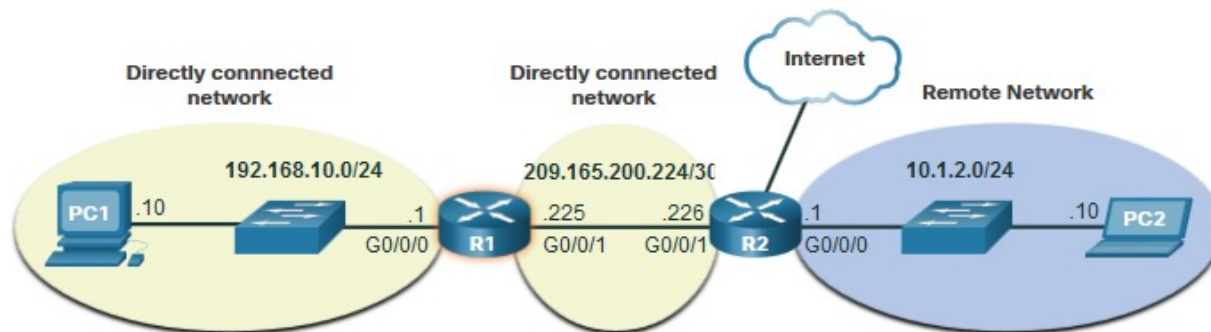 Directly connnected
network
Directly connnected
network
Internet
Remote Network
192.168.10.0/24
209.165.200.224/30
10.1.2.0/24
PC1
.10
.1
G0/0/0
R1
.225
G0/0/1
.226
G0/0/1
R2
.1
G0/0/0
.10
PC2